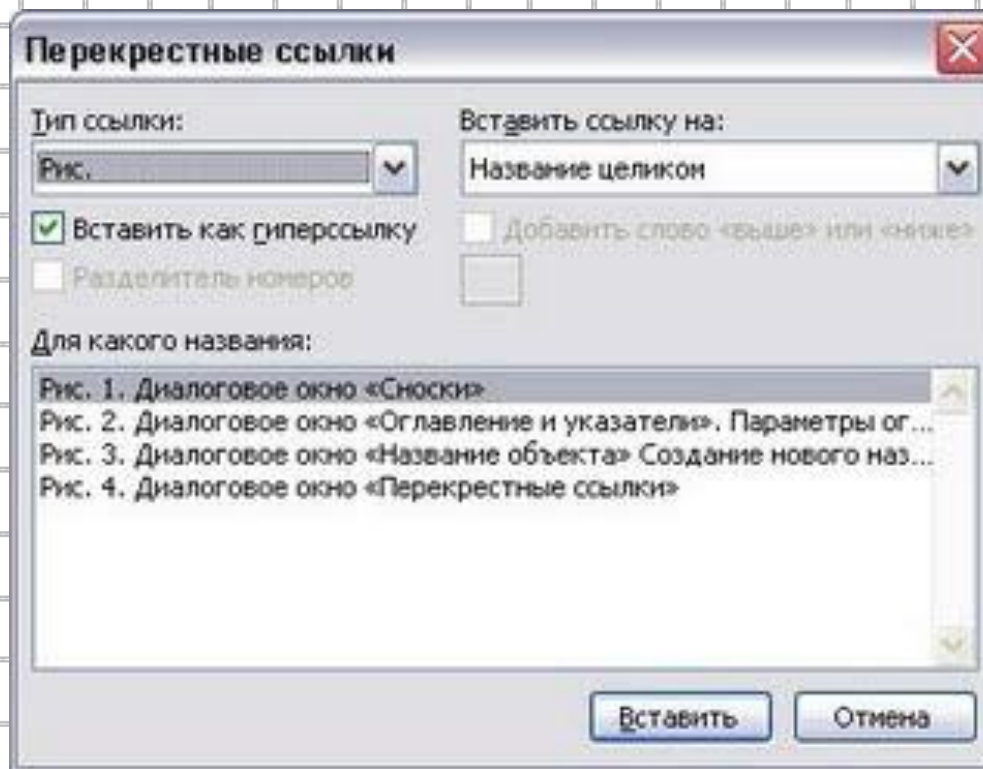 Перекрестные ссылки
Тип ссылки:
Вставить ссылку на:
Рис.
Название целиком
Вставить как гиперссылку
Добавить слово «выше» или «ниже»
Разделитель номеров
Для какого названия:
Рис. 1. Диалоговое окно «Сноски»
Рис. 2. Диалоговое окно «Оглавление и указатели». Параметры ог...
Рис. 3. Диалоговое окно «Название объекта» Создание нового наз...
Рис. 4. Диалоговое окно «Перекрестные ссылки»
Вставить
Отмена